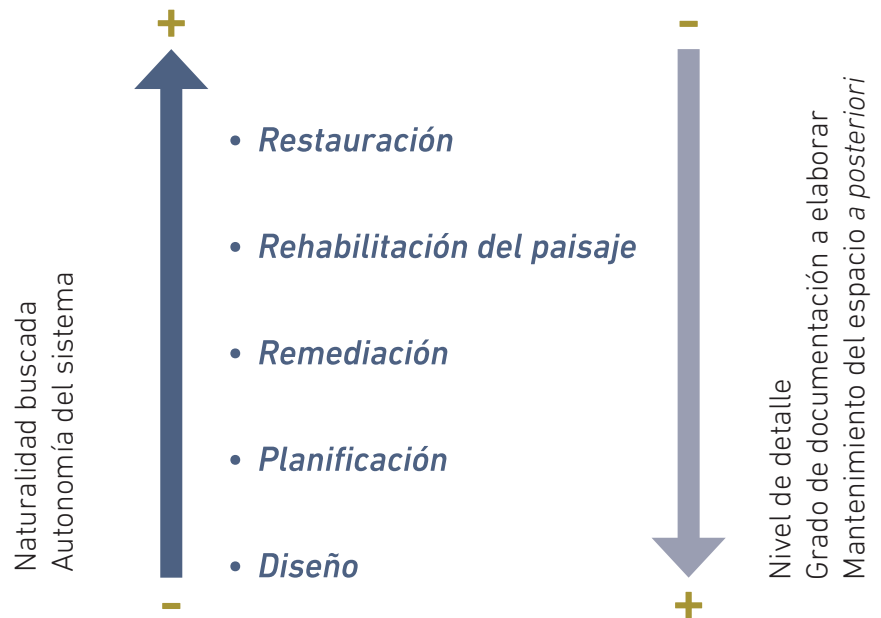 +
-
• Restauración
• Rehabilitación del paisaje
• Remediación
• Planificación
• Diseño
-
+
Naturalidad buscada
Autonomía del sistema
Nivel de detalle
Grado de documentación a elaborar
Mantenimiento del espacio a posteriori